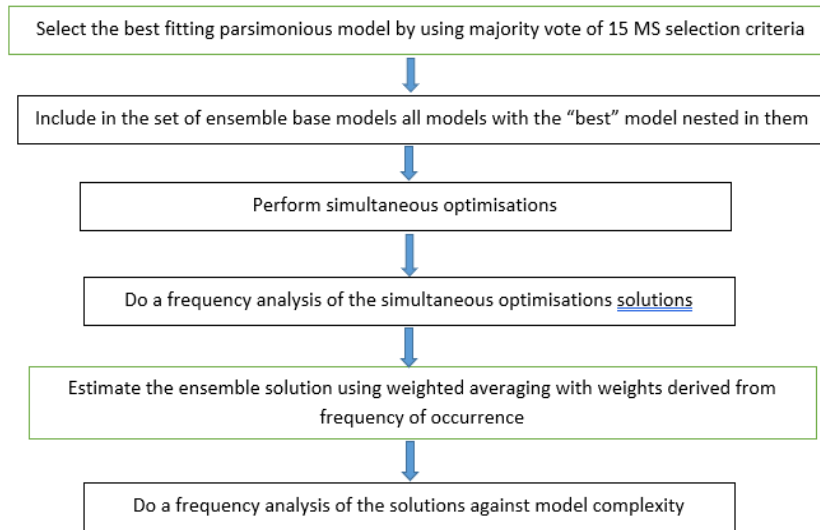 Select the best fitting parsimonious model by using majority vote of 15 MS selection criteria
Include in the set of ensemble base models all models with the “best” model nested in them
Perform simultaneous optimisations
Do a frequency analysis of the simultaneous optimisations solutions
Estimate the ensemble solution using weighted averaging with weights derived from
frequency of occurrence
Do a frequency analysis of the solutions against model complexity